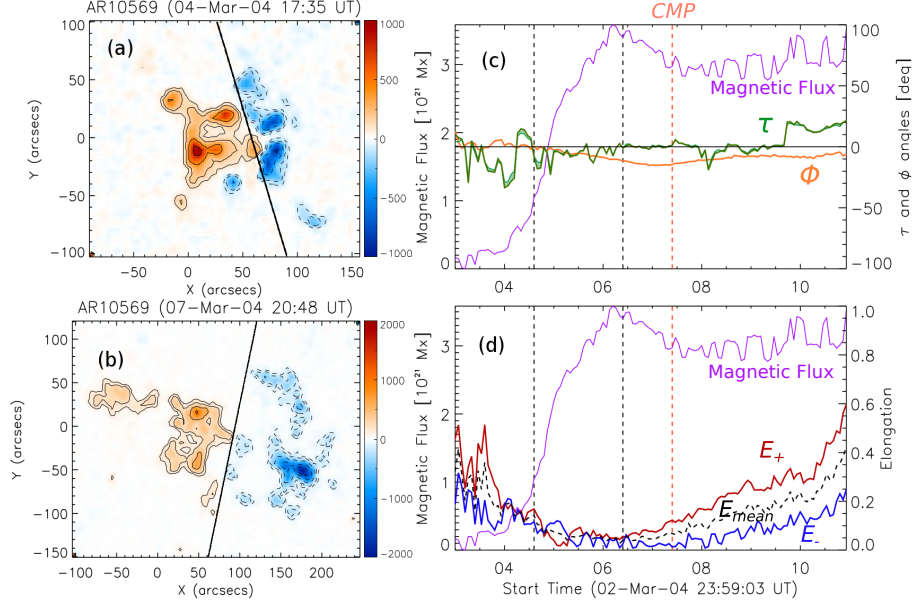 AR10569 (04-Mar-04 17:35 UT)
(a)
Y (arcsecs)
100
50
0
−50
−100
−50 0 50 100 150
X (arcsecs)
1000
500
0
−500
−1000
AR10569 (07-Mar-04 20:48 UT)
(b)
Y (arcsecs)
100
50
0
−50
−100
−150
−100 −50 0 50 100 150 200
X (arcsecs)
2000
1000
0
−1000
−2000
CMP
(c)
Magnetic Flux [10²¹ Mx]
3
2
1
0
Magnetic Flux
τ
Φ
100
50
0
−50
−100
τ and φ angles [deg]
04 06 08 10
(d)
Magnetic Flux [10²¹ Mx]
3
2
1
0
Magnetic Flux
E+
Emean
E-
1.0
0.8
0.6
0.4
0.2
0.0
Elongation
04 06 08 10
Start Time (02-Mar-04 23:59:03 UT)